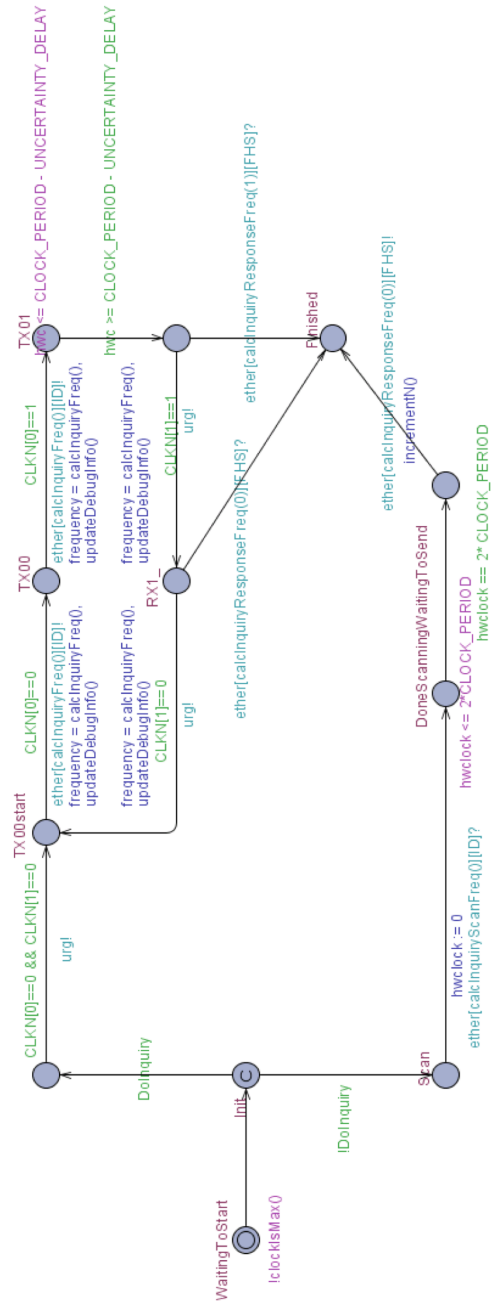 WaitingToStart
!clockIsMax()
Init
C
DoInquiry
!DoInquiry
CLKN[0]==0 && CLKN[1]==0
urg!
TX00start
CLKN[0]==0
ether[calcInquiryFreq()][ID]!
frequency = calcInquiryFreq(),
updateDebugInfo()
TX00
CLKN[0]==1
ether[calcInquiryFreq()][ID]!
frequency = calcInquiryFreq(),
updateDebugInfo()
TX01
hwc <= CLOCK_PERIOD - UNCERTAINTY_DELAY
hwc >= CLOCK_PERIOD - UNCERTAINTY_DELAY
frequency = calcInquiryFreq(),
updateDebugInfo()
CLKN[1]==0
urg!
frequency = calcInquiryFreq(),
updateDebugInfo()
CLKN[1]==1
urg!
RX1_
ether[calcInquiryResponseFreq(0)][FHS]?
ether[calcInquiryResponseFreq(1)][FHS]?
Finished
Scan
hwclock := 0
ether[calcInquiryScanFreq()][ID]?
DoneScanningWaitingToSend
hwclock <= 2*CLOCK_PERIOD
hwclock == 2* CLOCK_PERIOD
ether[calcInquiryResponseFreq(0)][FHS]!
incrementN()